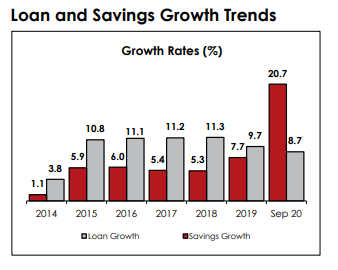 Loan and Savings Growth Trends
Growth Rates (%)
20.7
10.8 11.1 11.2 11.3
9.7
8.7
7.7
5.9 6.0 5.4 5.3
3.8
1.1
2014 2015 2016 2017 2018 2019 Sep 20
Loan Growth Savings Growth